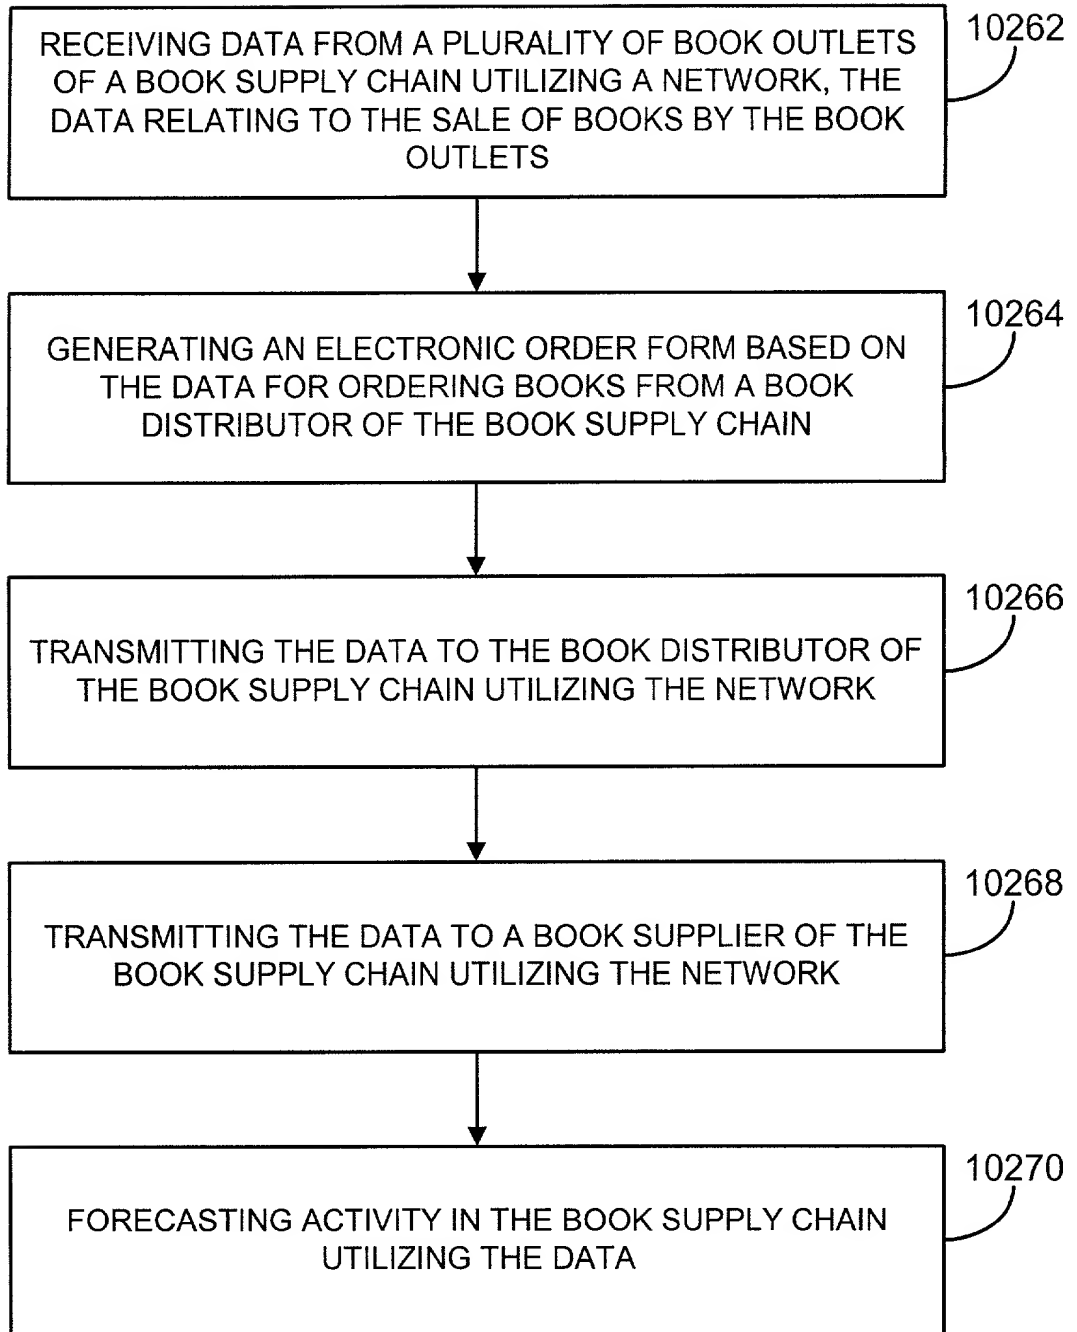 10262
RECEIVING DATA FROM A PLURALITY OF BOOK OUTLETS
OF A BOOK SUPPLY CHAIN UTILIZING A NETWORK, THE
DATA RELATING TO THE SALE OF BOOKS BY THE BOOK
OUTLETS
10264
GENERATING AN ELECTRONIC ORDER FORM BASED ON
THE DATA FOR ORDERING BOOKS FROM A BOOK
DISTRIBUTOR OF THE BOOK SUPPLY CHAIN
10266
TRANSMITTING THE DATA TO THE BOOK DISTRIBUTOR OF
THE BOOK SUPPLY CHAIN UTILIZING THE NETWORK
10268
TRANSMITTING THE DATA TO A BOOK SUPPLIER OF THE
BOOK SUPPLY CHAIN UTILIZING THE NETWORK
10270
FORECASTING ACTIVITY IN THE BOOK SUPPLY CHAIN
UTILIZING THE DATA